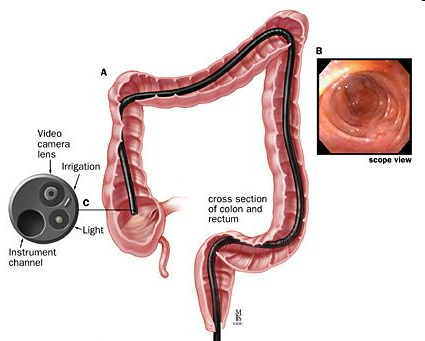 A
B
scope view
Video
camera
lens
Irrigation
C
Light
Instrument
channel
cross section
of colon and
rectum